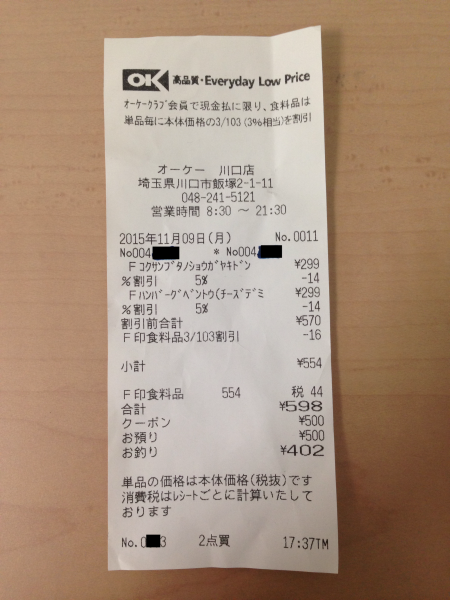 OK 高品質・Everyday Low Price
オーケークラブ会員で現金払に限り、食料品は
単品毎に本体価格の3/103(3%相当)を割引
オーケー 川口店
埼玉県川口市飯塚2-1-11
048-241-5121
営業時間 8:30 ～ 21:30
2015年11月09日(月) No.0011
No004 * No004
Fコクサンブタノショウガヤキドン ¥299
%割引 5% -14
Fハンバーグベントウ(チーズデミ ¥299
%割引 5% -14
割引前合計 ¥570
F印食料品3/103割引 -16
小計 ¥554
F印食料品 554 税 44
合計 ¥598
クーポン ¥500
お預り ¥500
お釣り ¥402
単品の価格は本体価格(税抜)です
消費税はレシートごとに計算いたして
おります
No.0 3 2点買 17:37TM